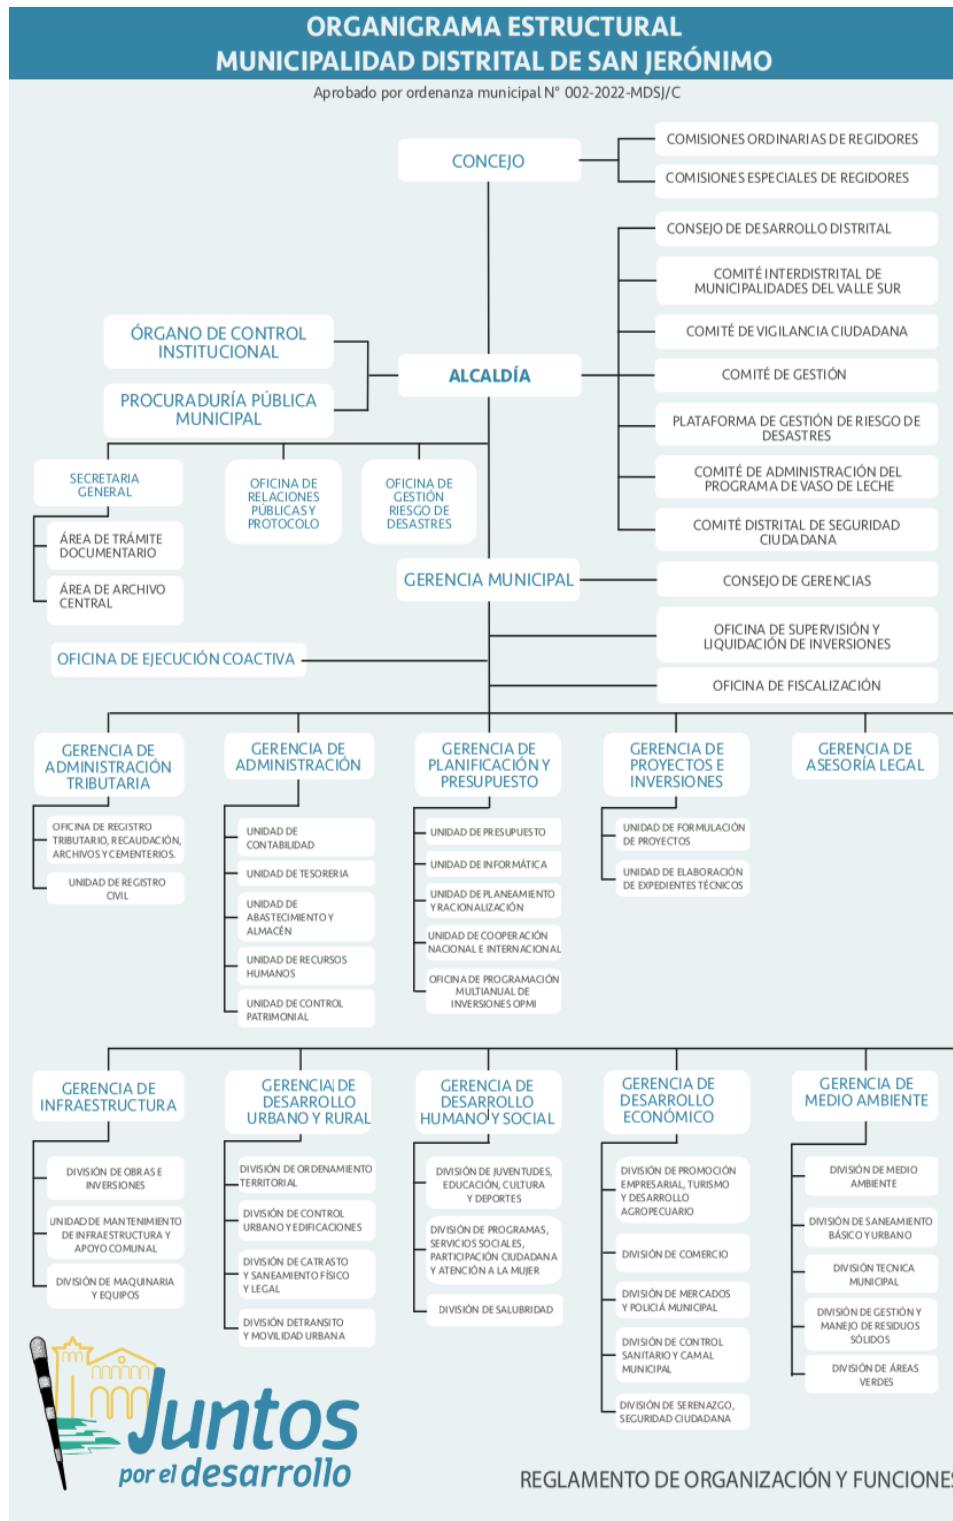 ORGANIGRAMA ESTRUCTURAL
MUNICIPALIDAD DISTRITAL DE SAN JERÓNIMO
Aprobado por ordenanza municipal N° 002-2022-MDSJ/C
CONCEJO
COMISIONES ORDINARIAS DE REGIDORES
COMISIONES ESPECIALES DE REGIDORES
CONSEJO DE DESARROLLO DISTRITAL
COMITÉ INTERDISTRITAL DE
MUNICIPALIDADES DEL VALLE SUR
COMITÉ DE VIGILANCIA CIUDADANA
COMITÉ DE GESTIÓN
PLATAFORMA DE GESTIÓN DE RIESGO DE
DESASTRES
COMITÉ DE ADMINISTRACIÓN DEL
PROGRAMA DE VASO DE LECHE
COMITÉ DISTRITAL DE SEGURIDAD
CIUDADANA
ÓRGANO DE CONTROL
INSTITUCIONAL
PROCURADURÍA PÚBLICA
MUNICIPAL
ALCALDÍA
SECRETARIA
GENERAL
ÁREA DE TRÁMITE
DOCUMENTARIO
ÁREA DE ARCHIVO
CENTRAL
OFICINA DE
RELACIONES
PÚBLICAS Y
PROTOCOLO
OFICINA DE
GESTIÓN
RIESGO DE
DESASTRES
GERENCIA MUNICIPAL
CONSEJO DE GERENCIAS
OFICINA DE SUPERVISIÓN Y
LIQUIDACIÓN DE INVERSIONES
OFICINA DE EJECUCIÓN COACTIVA
OFICINA DE FISCALIZACIÓN
GERENCIA DE
ADMINISTRACIÓN
TRIBUTARIA
OFICINA DE REGISTRO
TRIBUTARIO, RECAUDACIÓN,
ARCHIVOS Y CEMENTERIOS.
UNIDAD DE REGISTRO
CIVIL
GERENCIA DE
ADMINISTRACIÓN
UNIDAD DE
CONTABILIDAD
UNIDAD DE TESORERIA
UNIDAD DE
ABASTECIMIENTO Y
ALMACÉN
UNIDAD DE RECURSOS
HUMANOS
UNIDAD DE CONTROL
PATRIMONIAL
GERENCIA DE
PLANIFICACIÓN Y
PRESUPUESTO
UNIDAD DE PRESUPUESTO
UNIDAD DE INFORMÁTICA
UNIDAD DE PLANEAMIENTO
Y RACIONALIZACIÓN
UNIDAD DE COOPERACIÓN
NACIONAL E INTERNACIONAL
OFICINA DE PROGRAMACIÓN
MULTIANUAL DE
INVERSIONES OPMI
GERENCIA DE
PROYECTOS E
INVERSIONES
UNIDAD DE FORMULACIÓN
DE PROYECTOS
UNIDAD DE ELABORACIÓN
DE EXPEDIENTES TÉCNICOS
GERENCIA DE
ASESORÍA LEGAL
GERENCIA DE
INFRAESTRUCTURA
DIVISIÓN DE OBRAS E
INVERSIONES
UNIDAD DE MANTENIMIENTO
DE INFRAESTRUCTURA Y
APOYO COMUNAL
DIVISIÓN DE MAQUINARIA
Y EQUIPOS
GERENCIA DE
DESARROLLO
URBANO Y RURAL
DIVISIÓN DE ORDENAMIENTO
TERRITORIAL
DIVISIÓN DE CONTROL
URBANO Y EDIFICACIONES
DIVISIÓN DE CATRASTO
Y SANEAMIENTO FÍSICO
Y LEGAL
DIVISIÓN DETRANSITO
Y MOVILIDAD URBANA
GERENCIA DE
DESARROLLO
HUMANO Y SOCIAL
DIVISIÓN DE JUVENTUDES,
EDUCACIÓN, CULTURA
Y DEPORTES
DIVISIÓN DE PROGRAMAS,
SERVICIOS SOCIALES,
PARTICIPACIÓN CIUDADANA
Y ATENCIÓN A LA MUJER
DIVISIÓN DE SALUBRIDAD
GERENCIA DE
DESARROLLO
ECONÓMICO
DIVISIÓN DE PROMOCIÓN
EMPRESARIAL, TURISMO
Y DESARROLLO
AGROPECUARIO
DIVISIÓN DE COMERCIO
DIVISIÓN DE MERCADOS
Y POLICIÁ MUNICIPAL
DIVISIÓN DE CONTROL
SANITARIO Y CAMAL
MUNICIPAL
DIVISIÓN DE SERENAZGO,
SEGURIDAD CIUDADANA
GERENCIA DE
MEDIO AMBIENTE
DIVISIÓN DE MEDIO
AMBIENTE
DIVISIÓN DE SANEAMIENTO
BÁSICO Y URBANO
DIVISIÓN TECNICA
MUNICIPAL
DIVISIÓN DE GESTIÓN Y
MANEJO DE RESIDUOS
SÓLIDOS
DIVISIÓN DE ÁREAS
VERDES
Juntos
por el desarrollo
REGLAMENTO DE ORGANIZACIÓN Y FUNCIONES